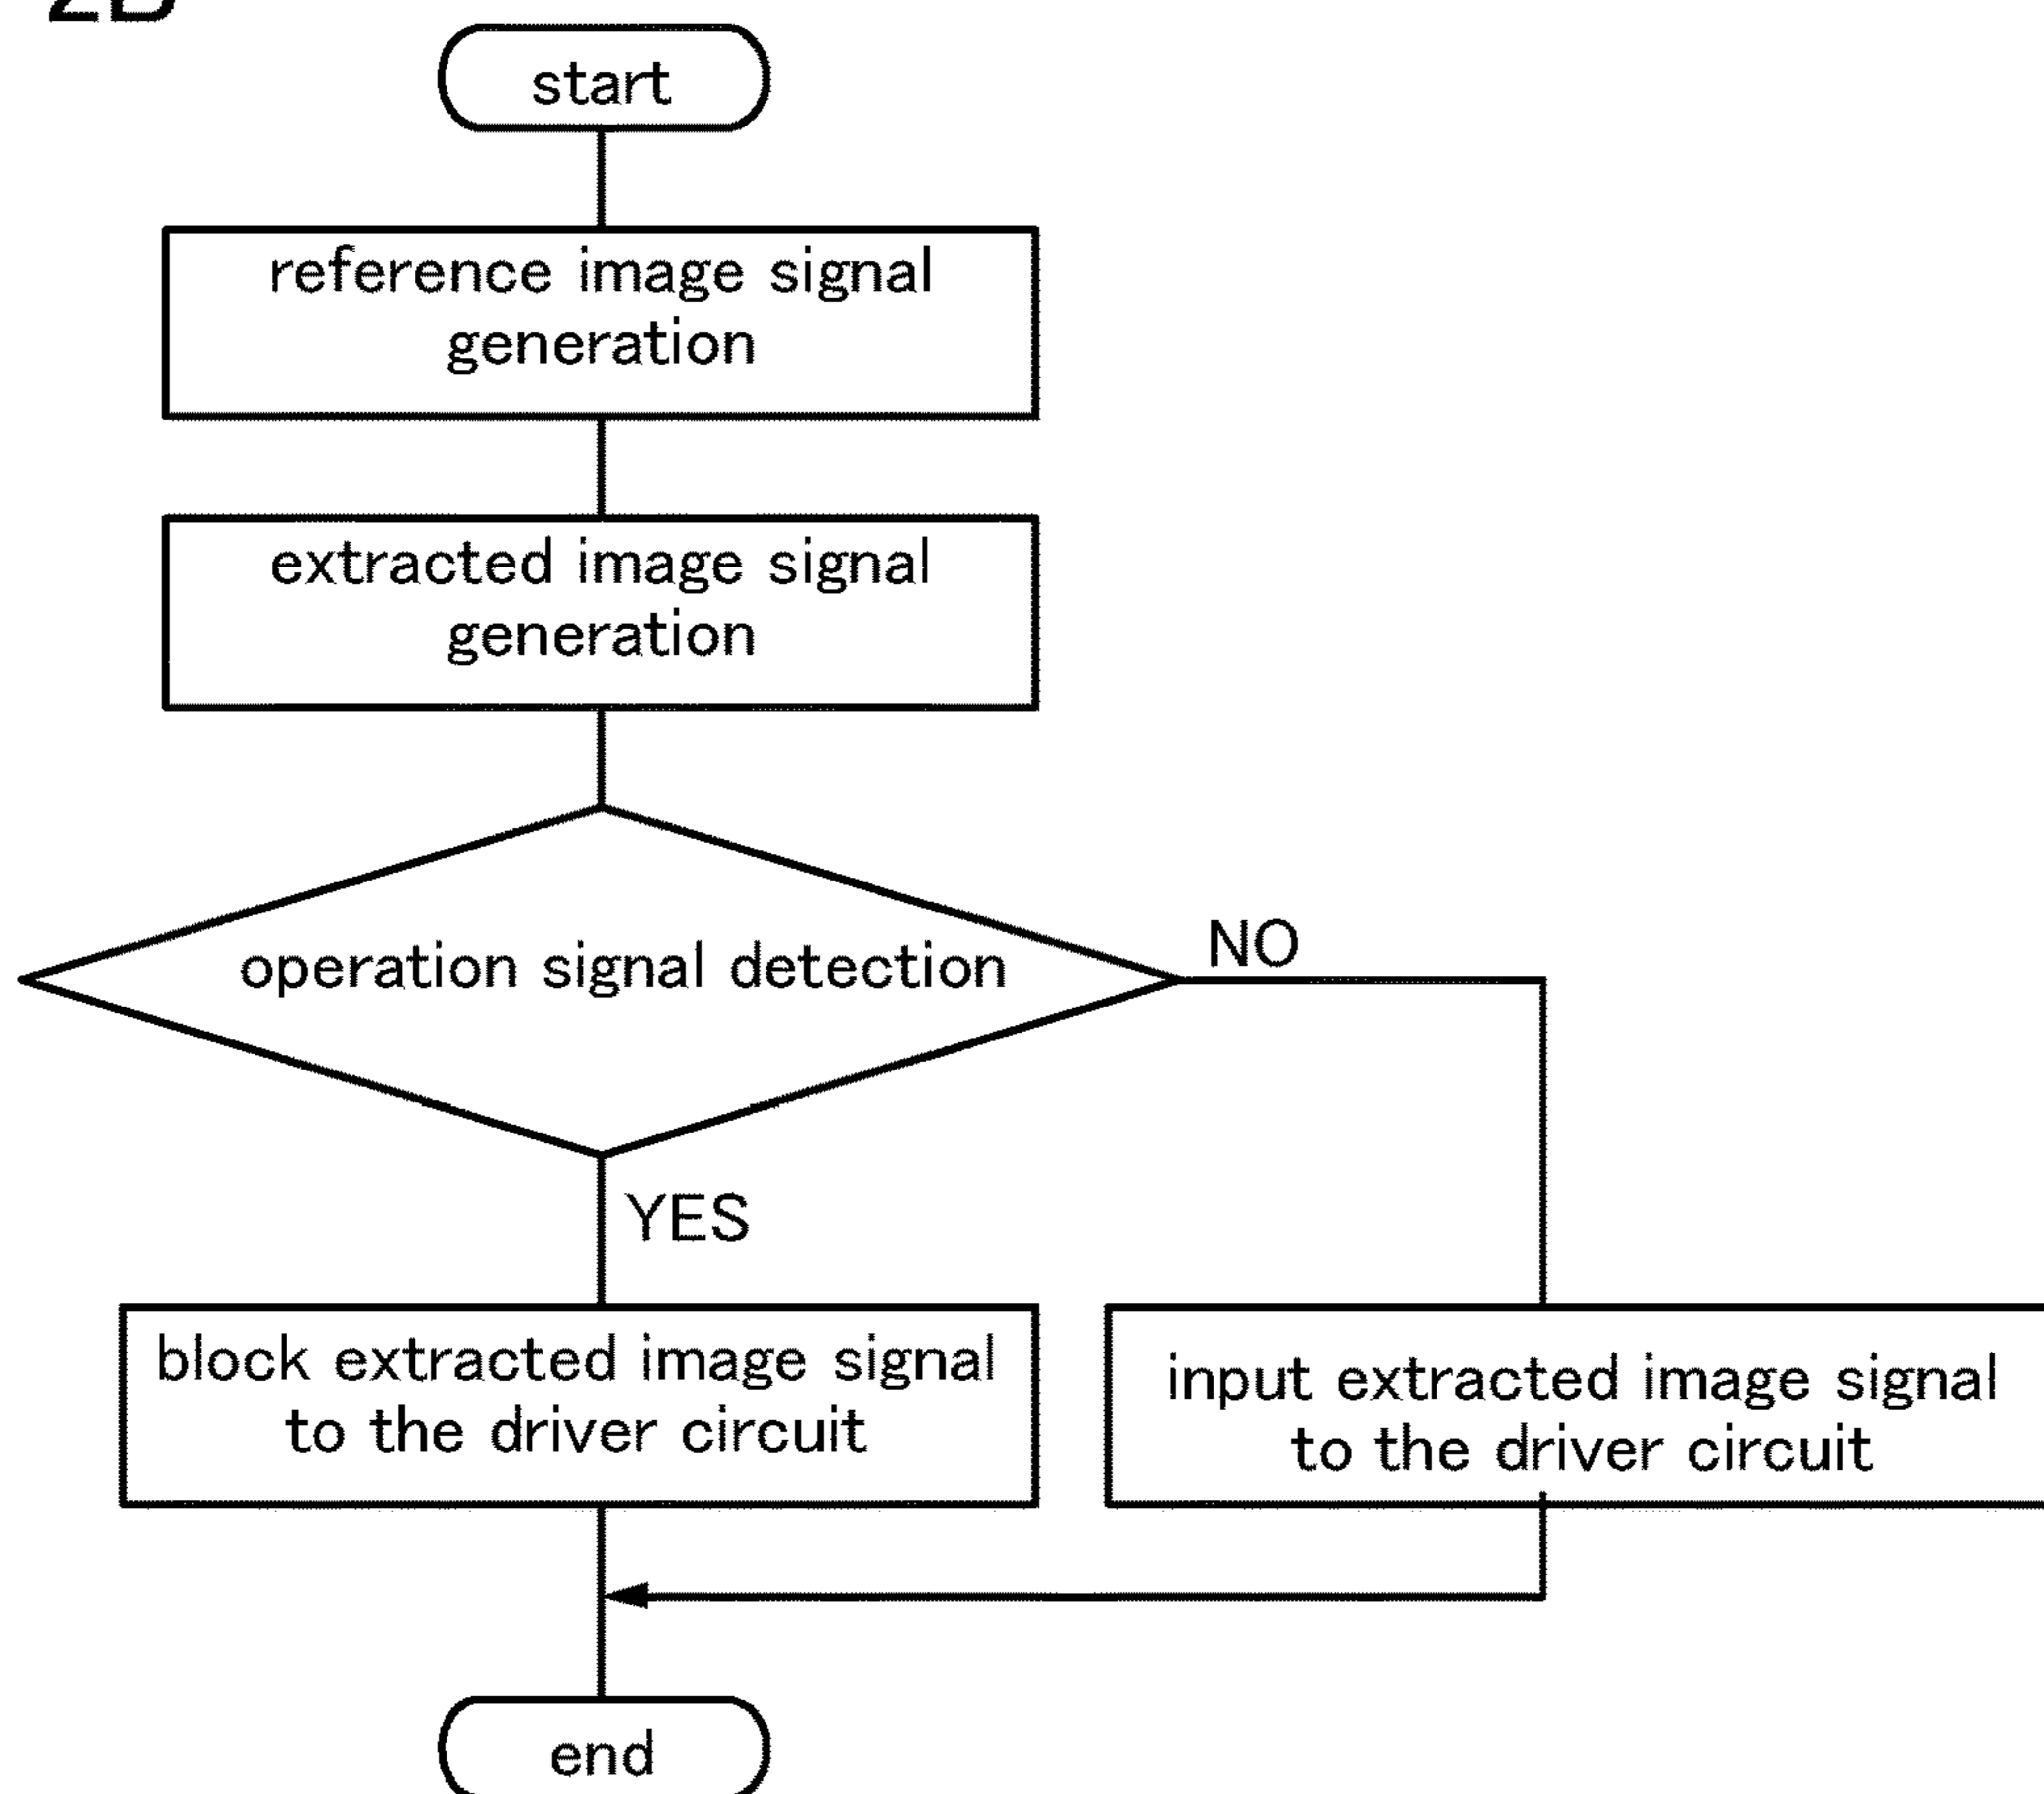 2B
start
reference image signal
generation
extracted image signal
generation
operation signal detection
NO
YES
block extracted image signal
to the driver circuit
input extracted image signal
to the driver circuit
end